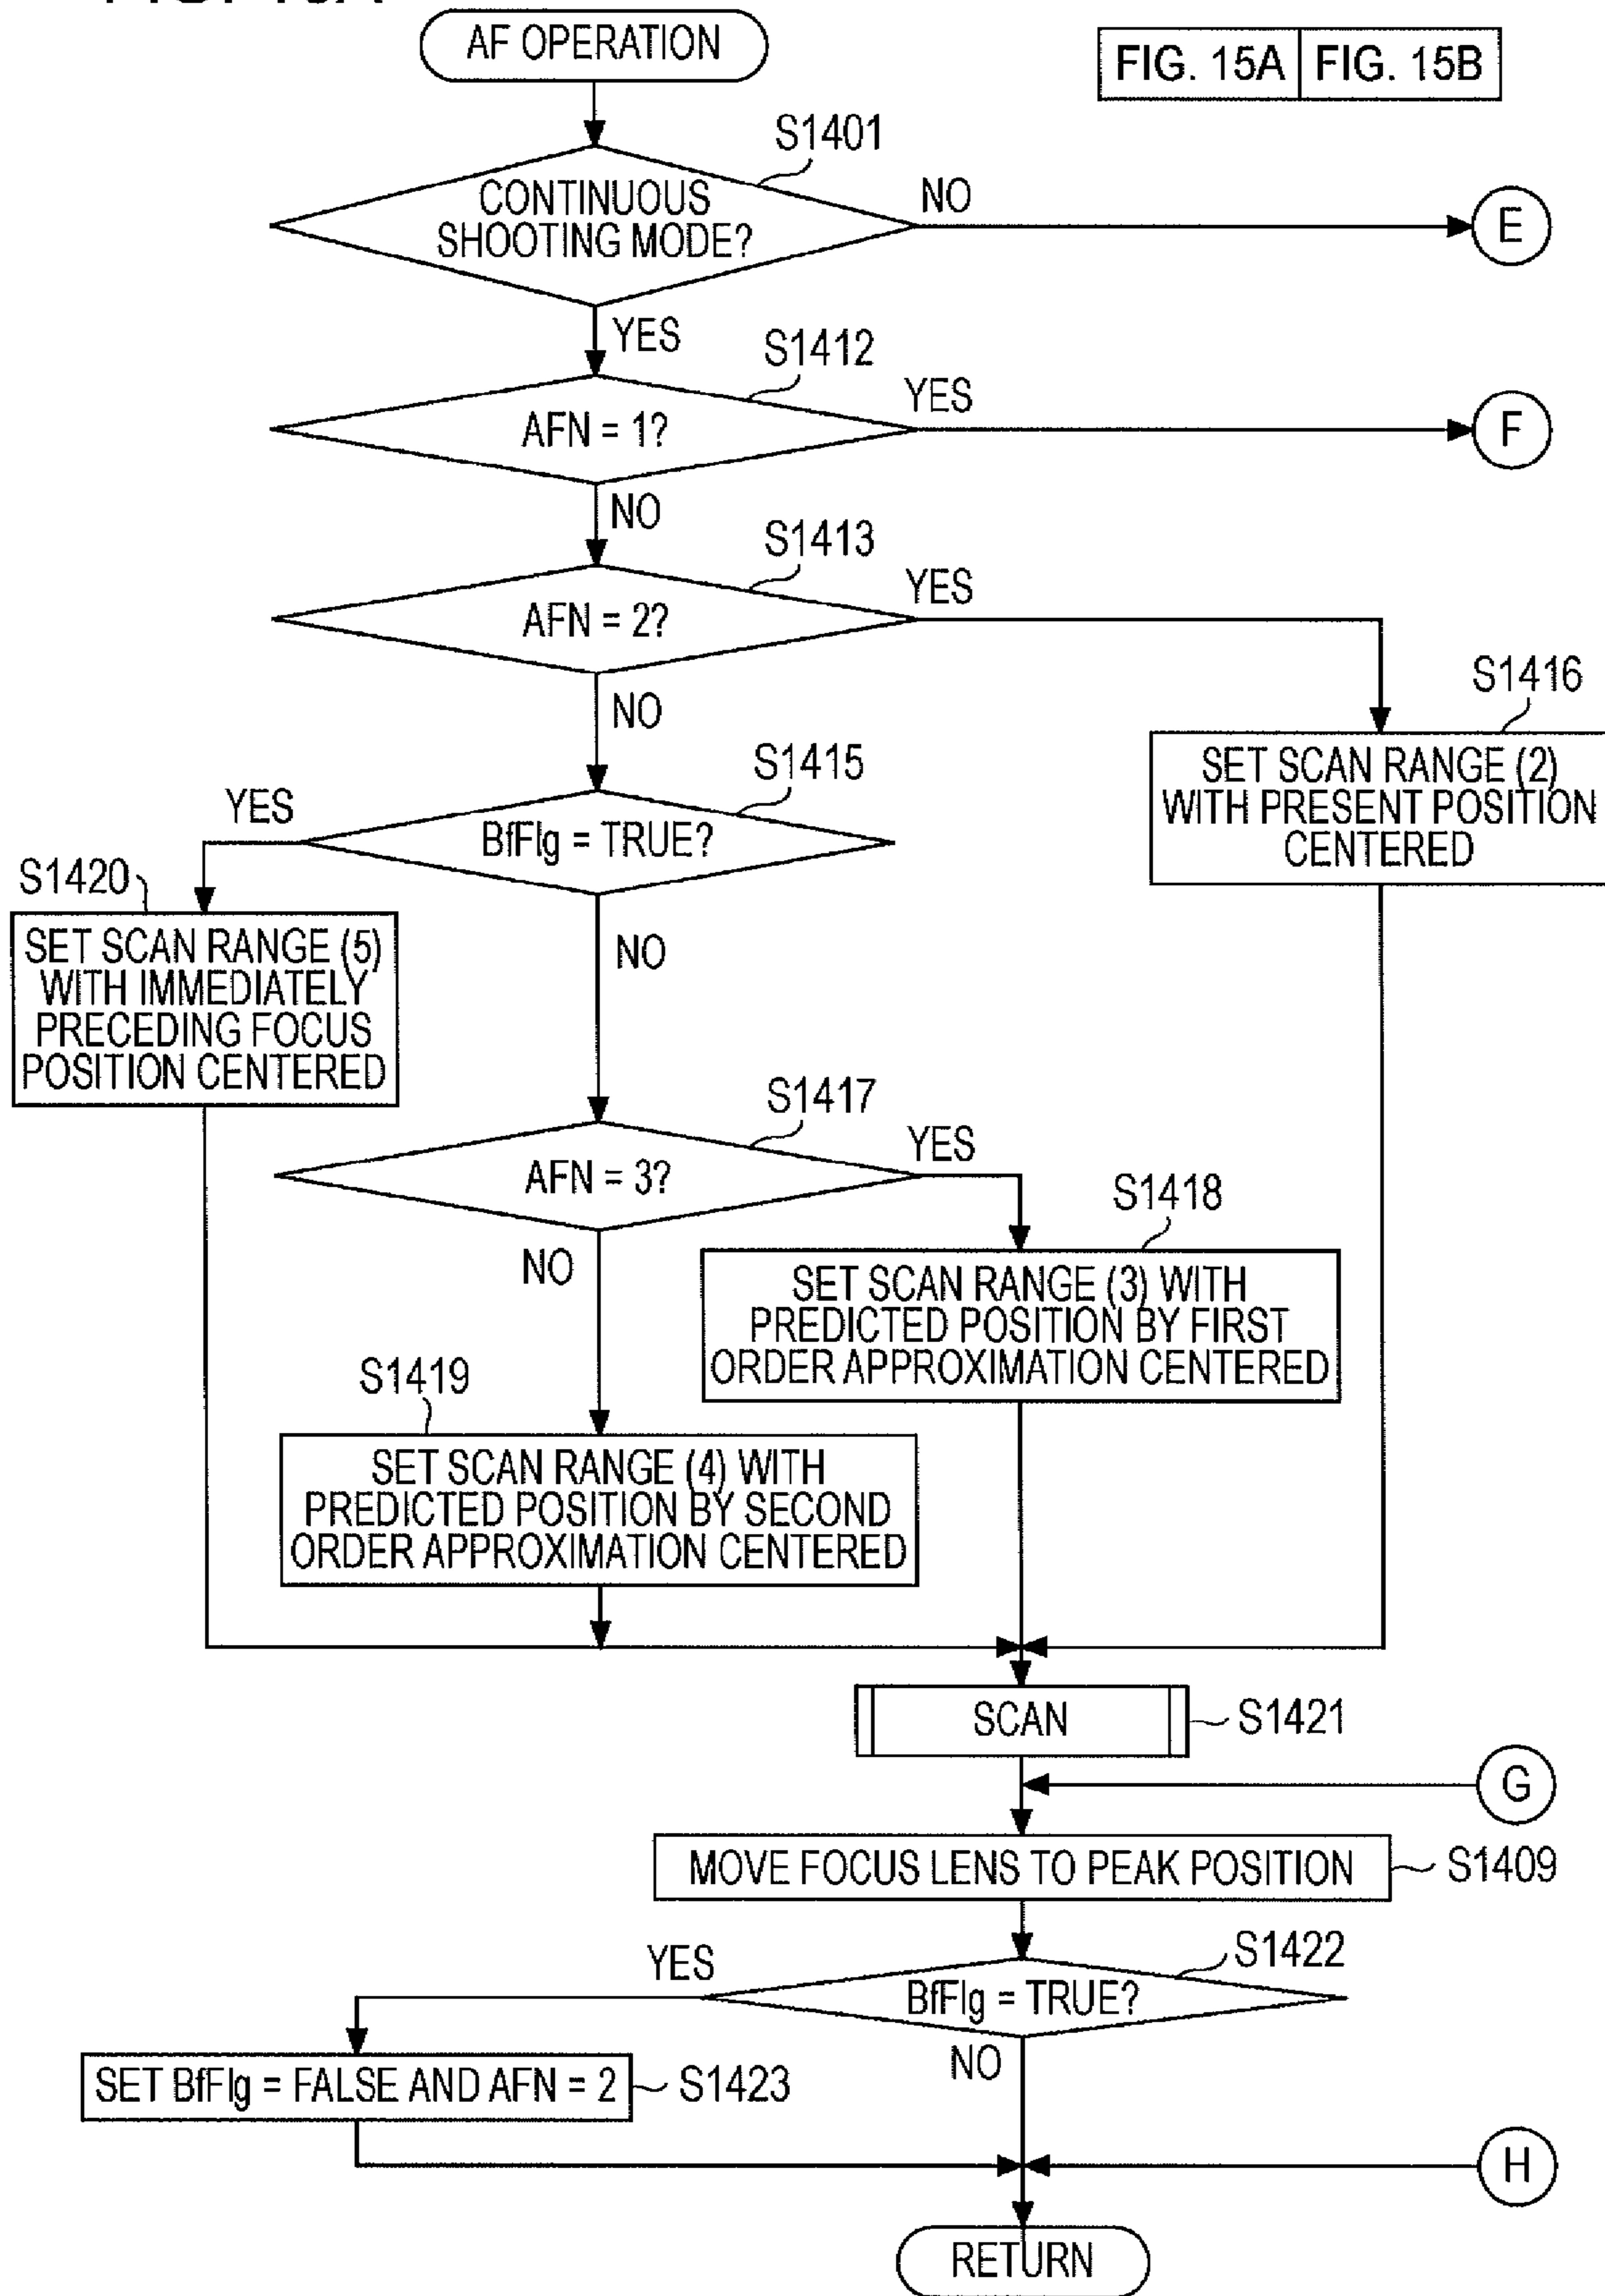 AF OPERATION
FIG. 15A
FIG. 15B
S1401
CONTINUOUS
SHOOTING MODE?
NO
E
YES
S1412
AFN = 1?
YES
F
NO
S1413
AFN = 2?
YES
NO
S1416
SET SCAN RANGE (2)
WITH PRESENT POSITION
CENTERED
S1415
BfFlg = TRUE?
YES
S1420
SET SCAN RANGE (5)
WITH IMMEDIATELY
PRECEDING FOCUS
POSITION CENTERED
NO
S1417
AFN = 3?
YES
S1418
SET SCAN RANGE (3) WITH
PREDICTED POSITION BY FIRST
ORDER APPROXIMATION CENTERED
NO
S1419
SET SCAN RANGE (4) WITH
PREDICTED POSITION BY SECOND
ORDER APPROXIMATION CENTERED
SCAN
S1421
G
MOVE FOCUS LENS TO PEAK POSITION
S1409
S1422
YES
BfFlg = TRUE?
NO
SET BfFlg = FALSE AND AFN = 2
S1423
H
RETURN